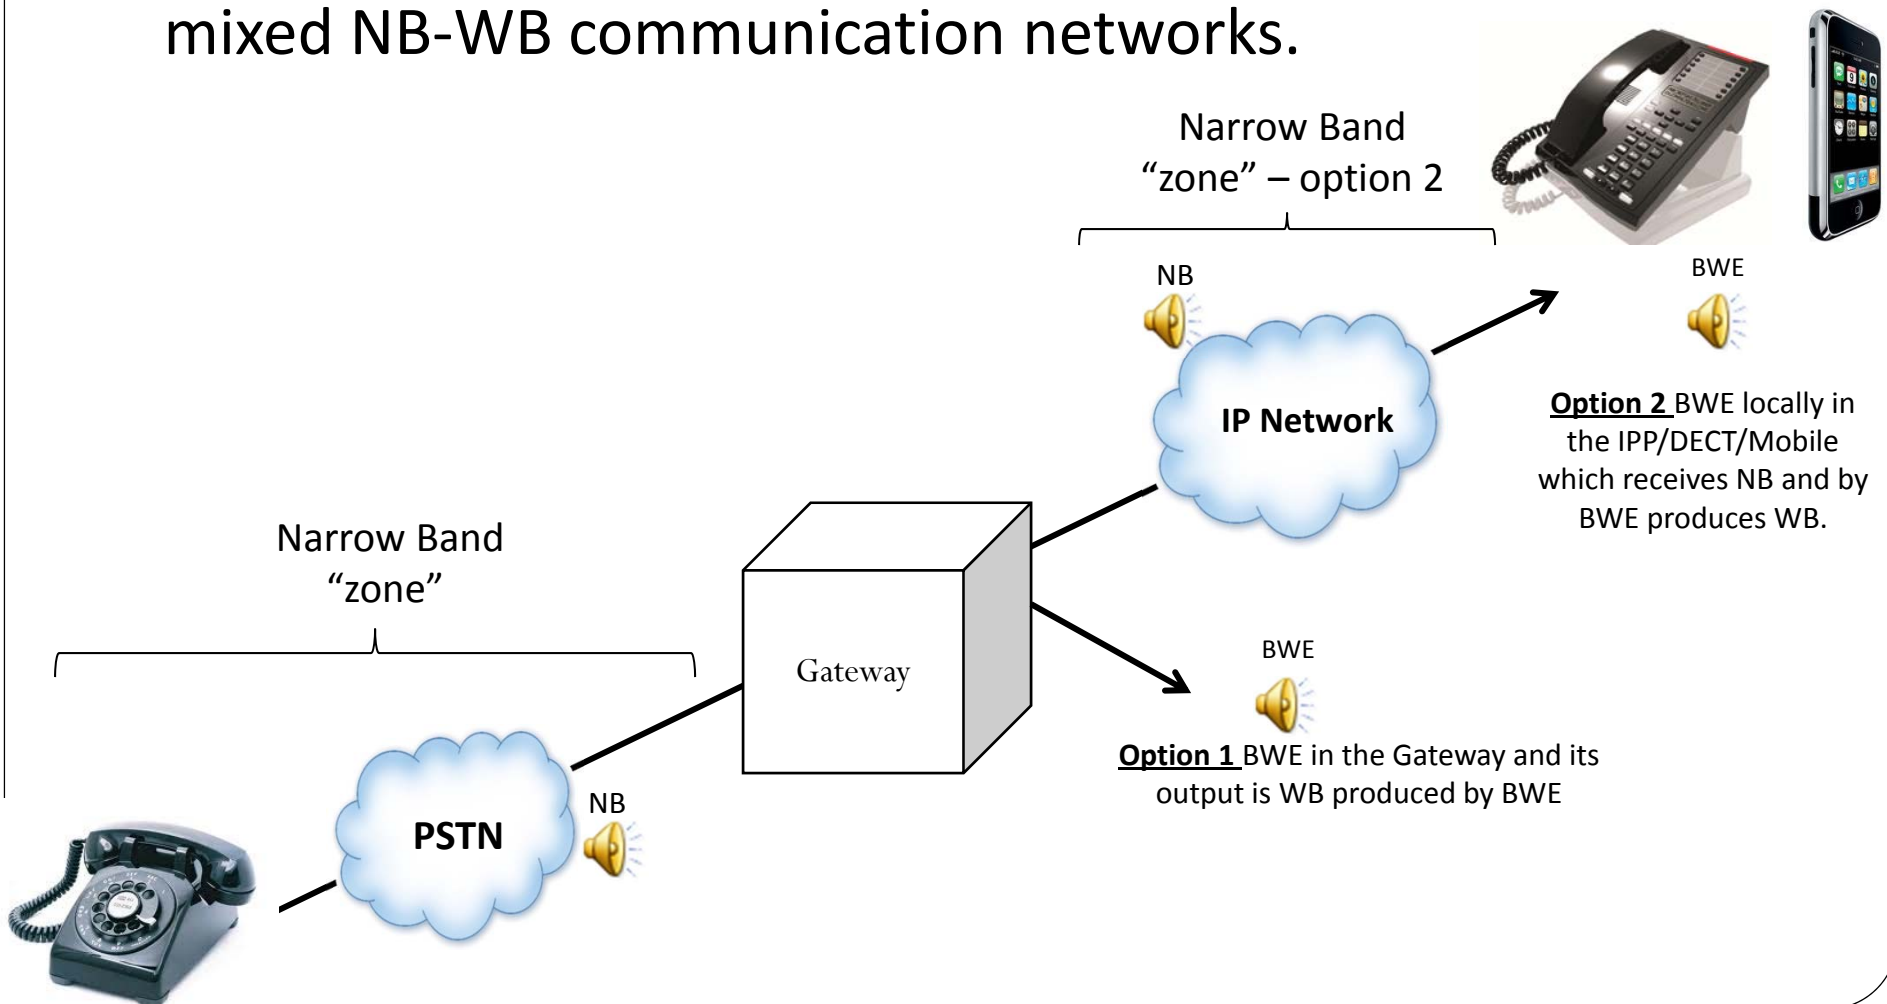 mixed NB-WB communication networks.
Narrow Band
“zone” – option 2
NB
BWE
IP Network
Option 2 BWE locally in
the IPP/DECT/Mobile
which receives NB and by
BWE produces WB.
Narrow Band
“zone”
Gateway
BWE
Option 1 BWE in the Gateway and its
output is WB produced by BWE
NB
PSTN